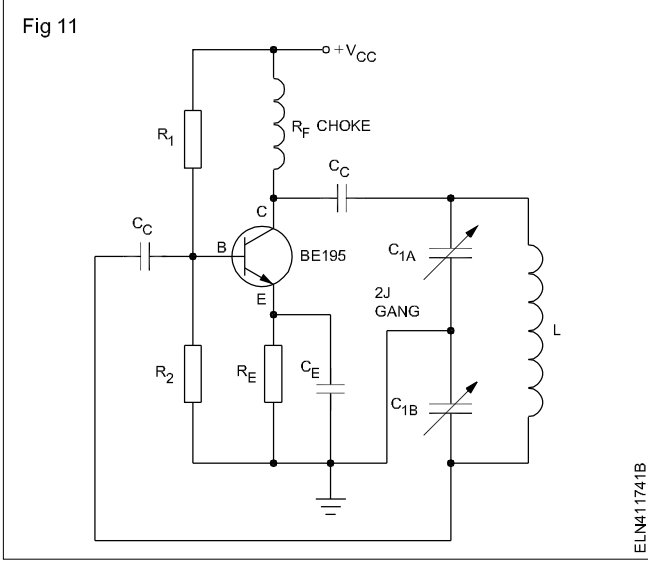 Fig 11
+VCC
R1
RF CHOKE
CC
C
CC
B
BE195
C1A
E
2J
GANG
L
R2
RE
CE
C1B
ELN411741B